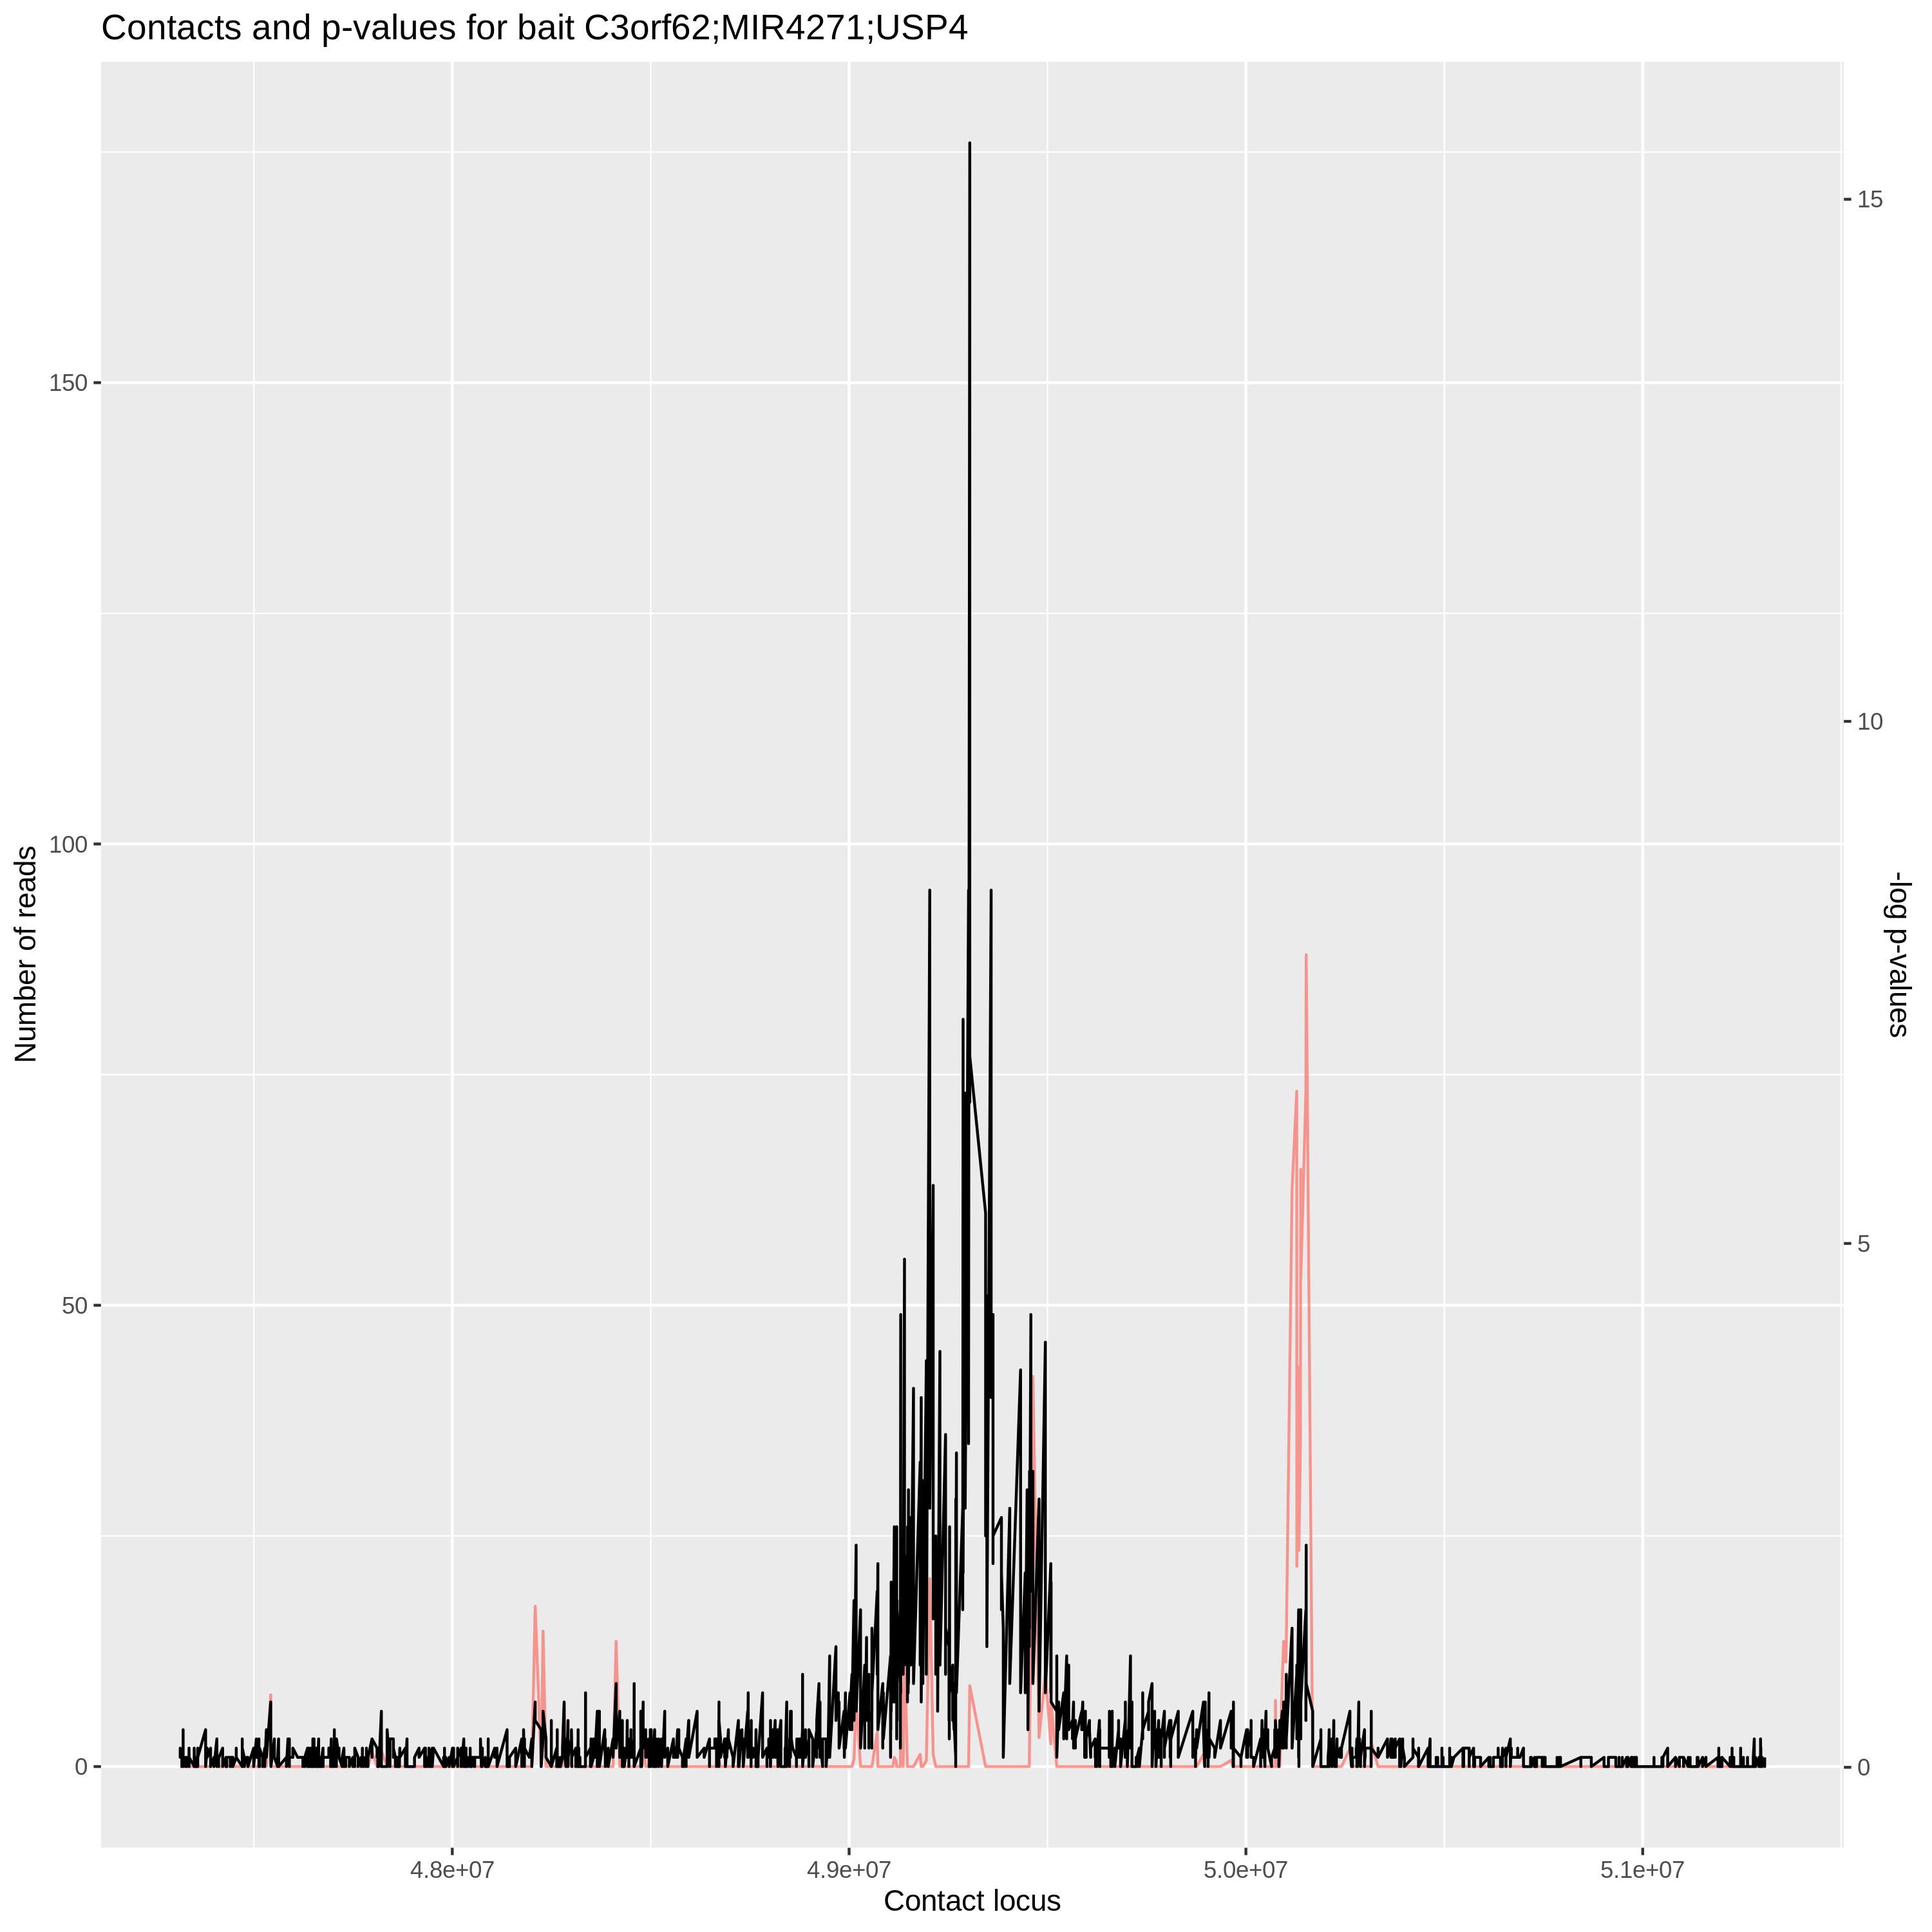 Contacts and p-values for bait C3orf62;MIR4271;USP4
Number of reads
150
100
50
0
15
10
5
0
-log p-values
4.8e+07
4.9e+07
5.0e+07
5.1e+07
Contact locus